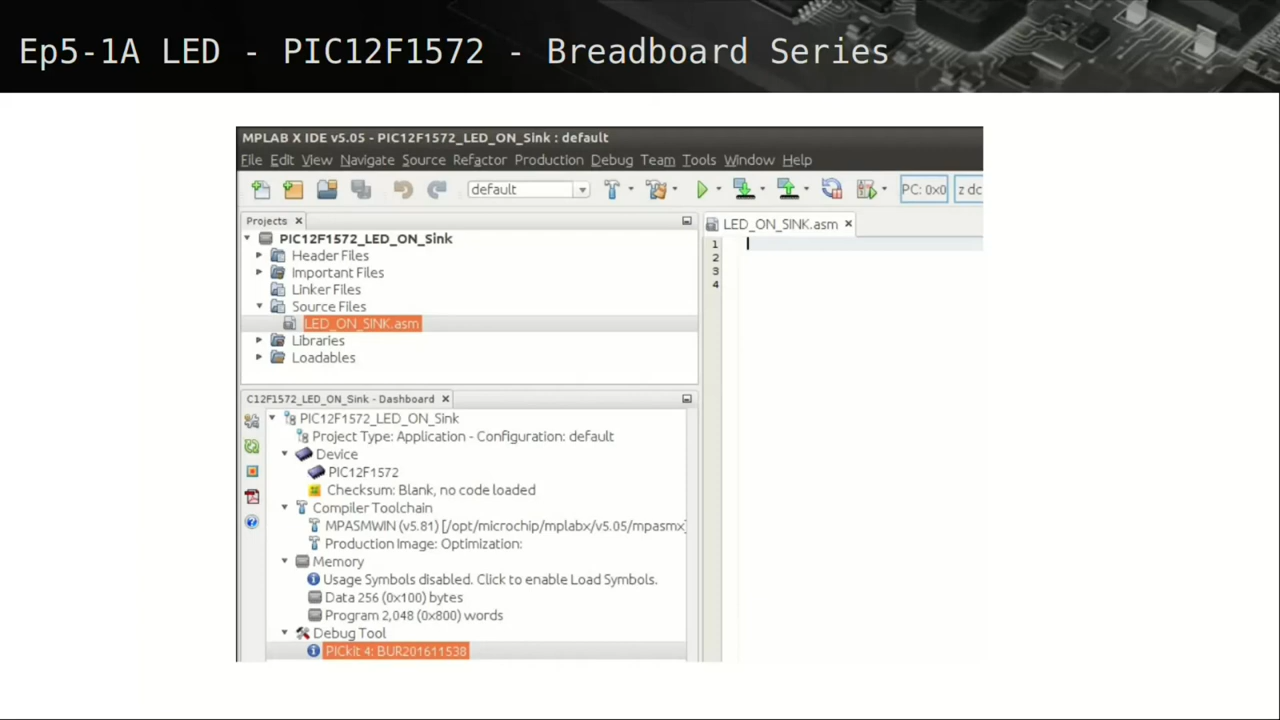 Ep5-1A LED - PIC12F1572 - Breadboard Series
MPLAB X IDE v5.05 - PIC12F1572_LED_ON_Sink : default
File Edit View Navigate Source Refactor Production Debug Team Tools Window Help
default
PC: 0x0
z dc
Projects
PIC12F1572_LED_ON_Sink
Header Files
Important Files
Linker Files
Source Files
LED_ON_SINK.asm
Libraries
Loadables
C12F1572_LED_ON_Sink - Dashboard
PIC12F1572_LED_ON_Sink
Project Type: Application - Configuration: default
Device
PIC12F1572
Checksum: Blank, no code loaded
Compiler Toolchain
MPASMWIN (v5.81) [/opt/microchip/mplabx/v5.05/mpasmx]
Production Image: Optimization:
Memory
Usage Symbols disabled. Click to enable Load Symbols.
Data 256 (0x100) bytes
Program 2,048 (0x800) words
Debug Tool
PICkit 4: BUR201611538
LED_ON_SINK.asm
1
2
3
4